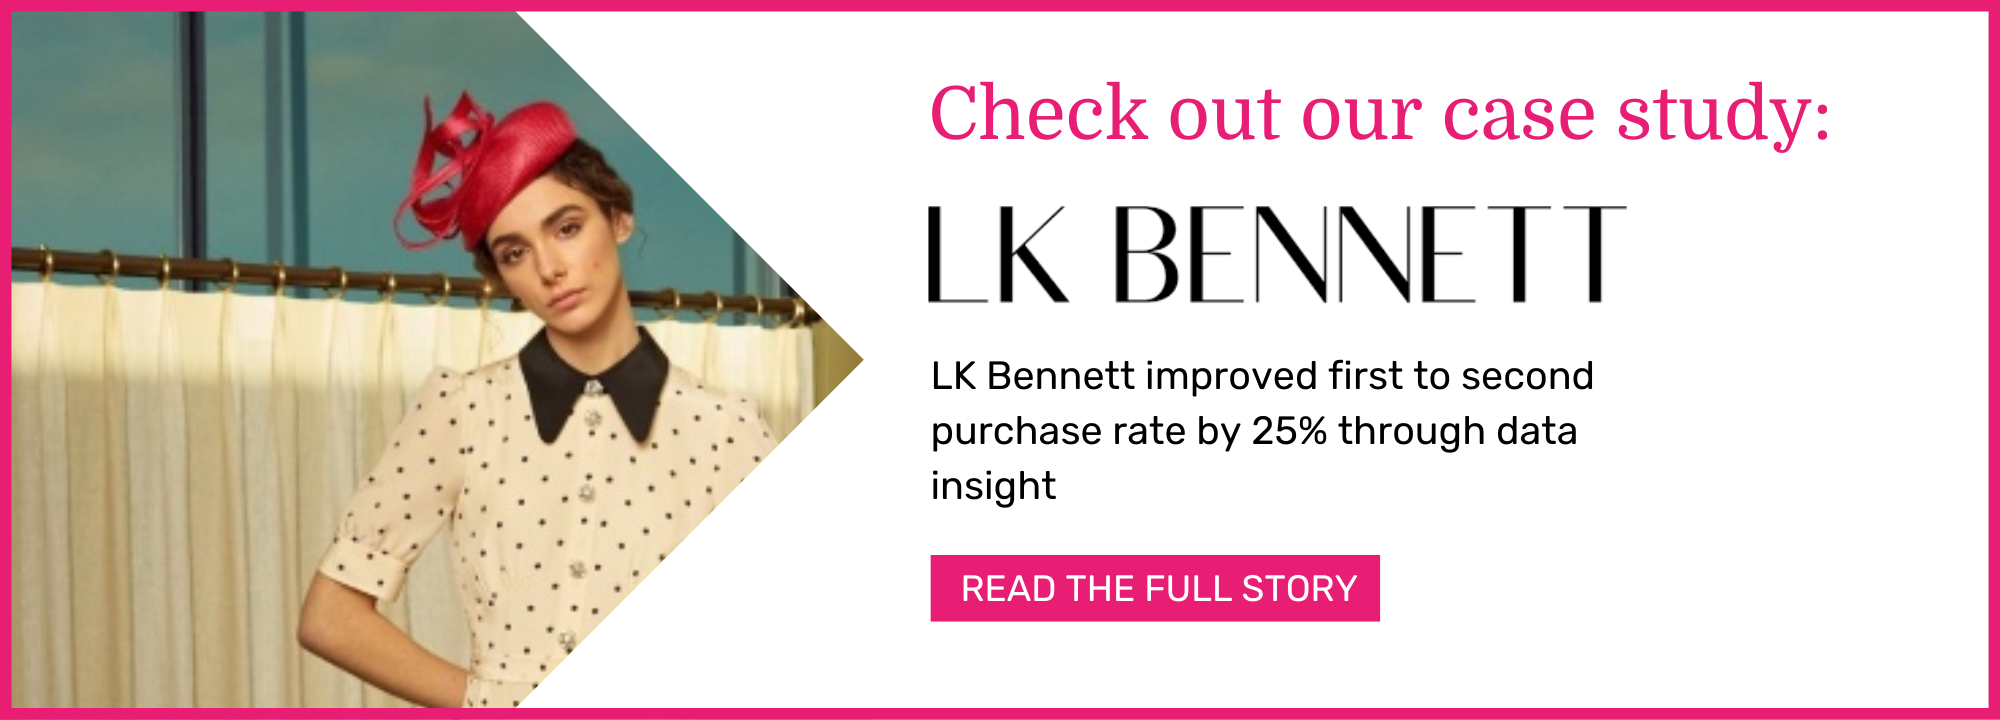 Check out our case study:
LK BENNETT
LK Bennett improved first to second
purchase rate by 25% through data
insight
READ THE FULL STORY